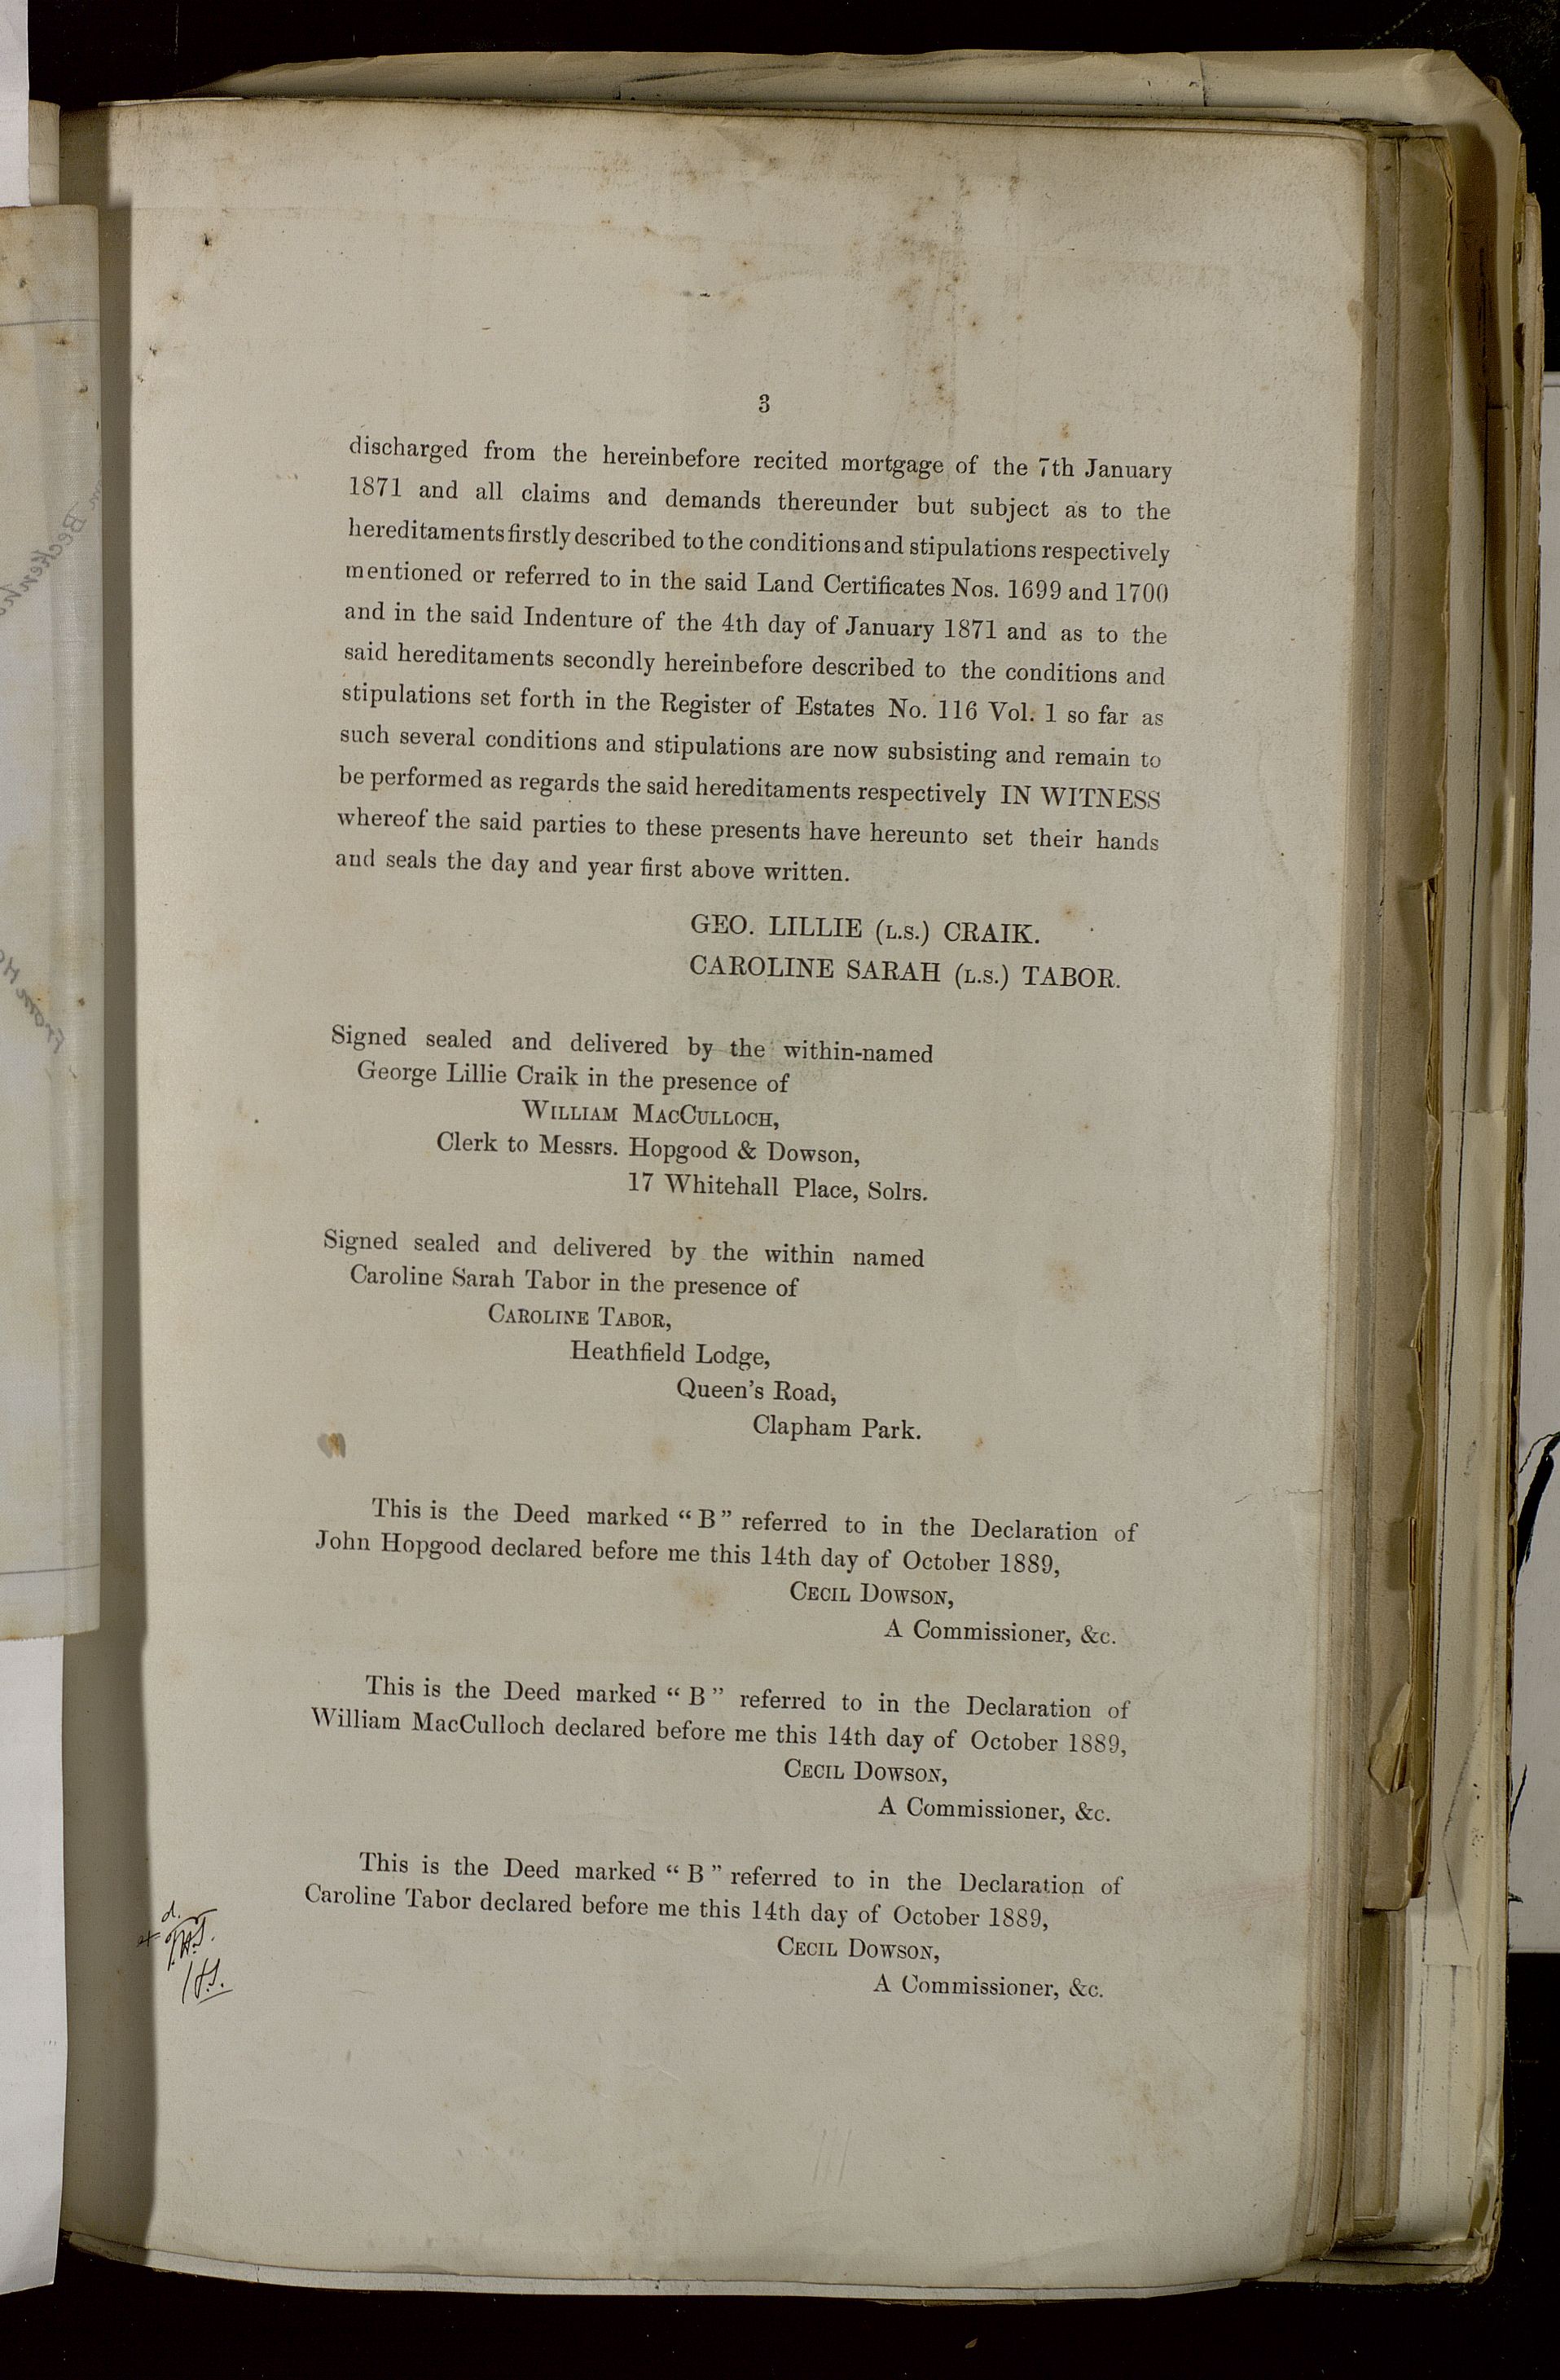 3
discharged from the hereinbefore recited mortgage of the 7th January
1871 and all claims and demands thereunder but subject as to the
hereditaments firstly described to the conditions and stipulations respectively
mentioned or referred to in the said Land Certificates Nos. 1699 and 1700
and in the said Indenture of the 4th day of January 1871 and as to the
said hereditaments secondly hereinbefore described to the conditions and
stipulations set forth in the Register of Estates No. 116 Vol. 1 so far as
such several conditions and stipulations are now subsisting and remain to
be performed as regards the said hereditaments respectively IN WITNESS
whereof the said parties to these presents have hereunto set their hands
and seals the day and year first above written.
GEO. LILLIE (L.S.) CRAIK.
CAROLINE SARAH (L.S.) TABOR.
Signed sealed and delivered by the within-named
George Lillie Craik in the presence of
WILLIAM MACCULLOCH,
Clerk to Messrs. Hopgood & Dowson,
17 Whitehall Place, Solrs.
Signed sealed and delivered by the within named
Caroline Sarah Tabor in the presence of
CAROLINE TABOR,
Heathfield Lodge,
Queen's Road,
Clapham Park.
This is the Deed marked “B” referred to in the Declaration of
John Hopgood declared before me this 14th day of October 1889,
CECIL DOWSON,
A Commissioner, &c.
This is the Deed marked “B” referred to in the Declaration of
William MacCulloch declared before me this 14th day of October 1889,
CECIL DOWSON,
A Commissioner, &c.
This is the Deed marked “B” referred to in the Declaration of
Caroline Tabor declared before me this 14th day of October 1889,
CECIL DOWSON,
A Commissioner, &c.